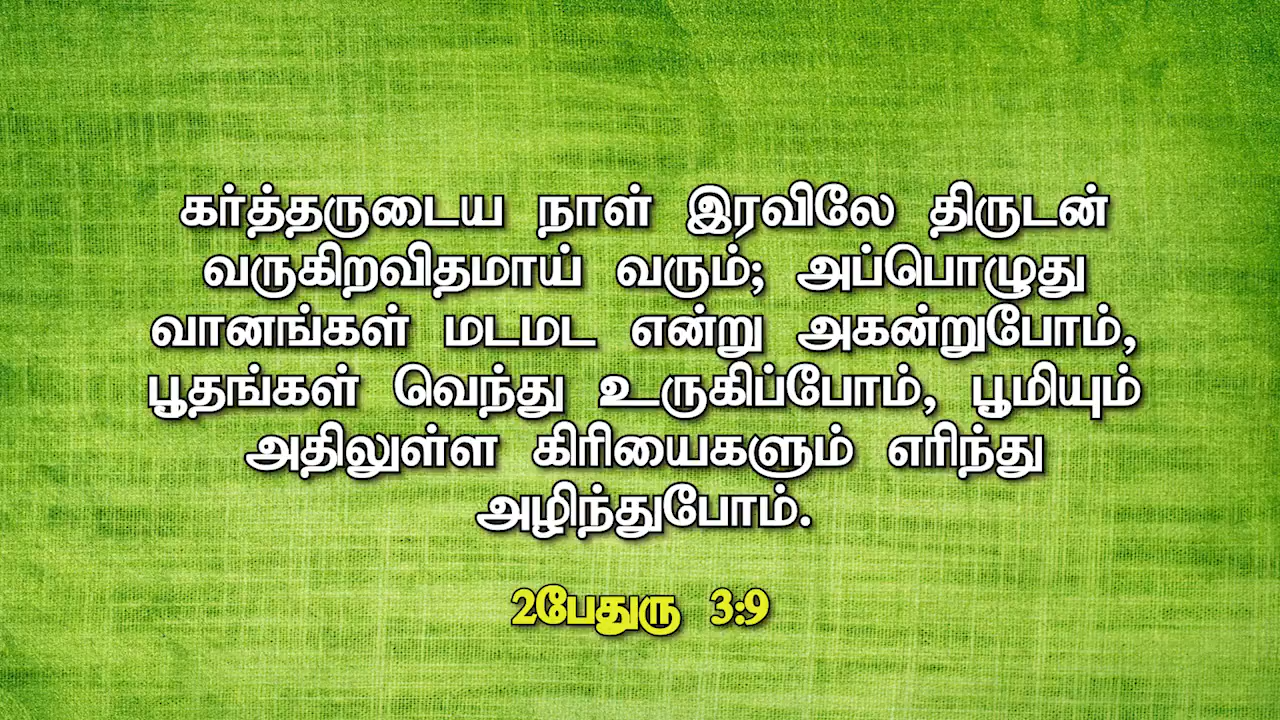 கர்த்தருடைய நாள் இரவிலே திருடன்
வருகிறவிதமாய் வரும்; அப்பொழுது
வானங்கள் மடமட என்று அகன்றுபோம்,
பூதங்கள் வெந்து உருகிப்போம், பூமியும்
அதிலுள்ள கிரியைகளும் எரிந்து
அழிந்துபோம்.
2பேதுரு 3:9